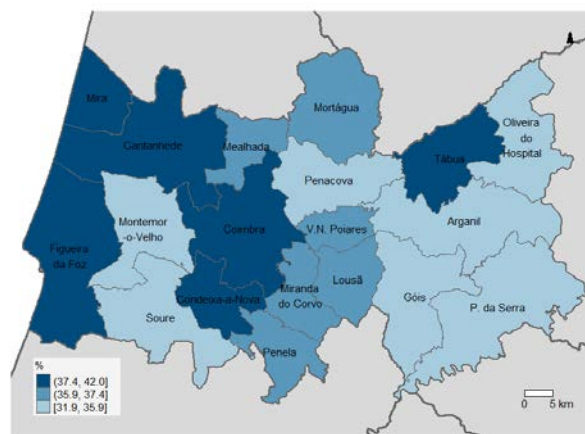 Mira
Cantanhede
Mealhada
Mortágua
Oliveira
do
Hospital
Tábua
Penacova
Montemor
-o-Velho
Coimbra
V.N. Poiares
Arganil
Figueira
da Foz
Condeixa-a-Nova
Miranda
do Corvo
Lousã
Góis
P. da Serra
Soure
Penela
%
(37.4, 42.0]
(35.9, 37.4]
[31.9, 35.9]
0
5 km